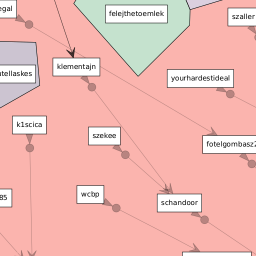 egal
felejthetoemlek
szaller
klementajn
tellaskes
yourhardestideal
k1scica
szekee
fotelgombasz
85
wcbp
schandoor